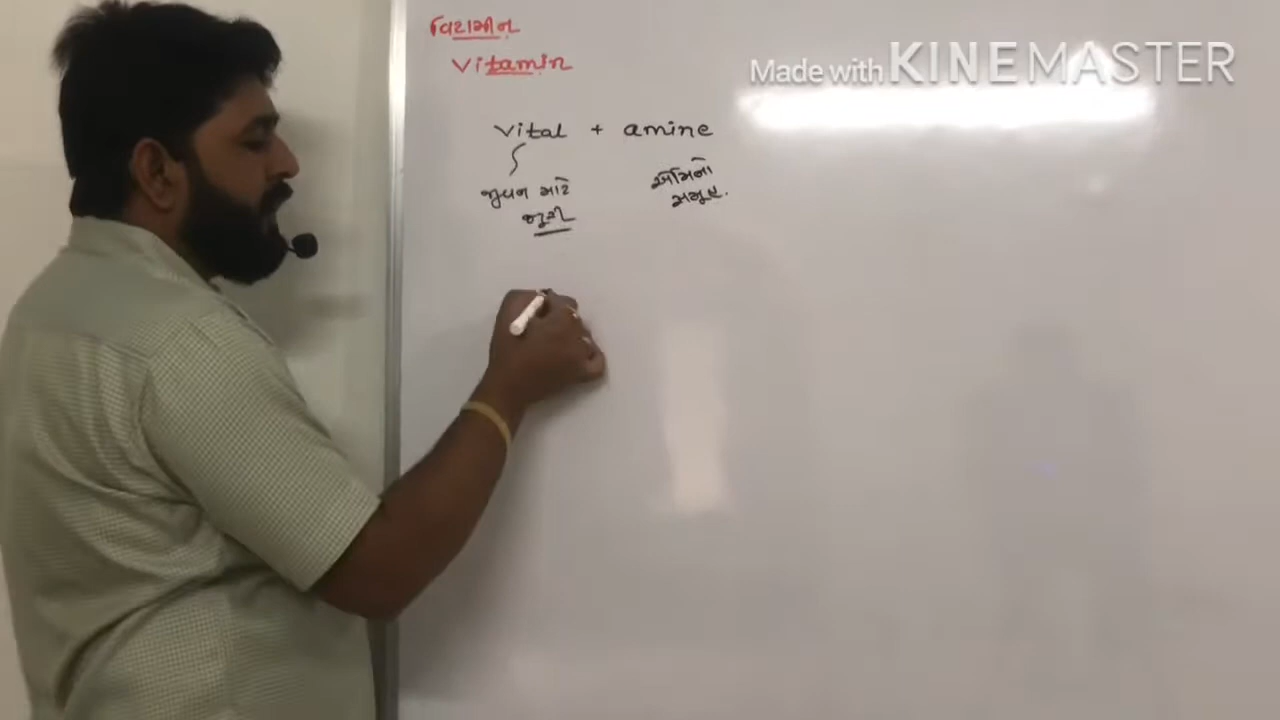 વિટામીન
Vitamin
Made with KINEMASTER
Vital + amine
જીવન માટે
જરૂરી
એમિનો
સમૂહ.